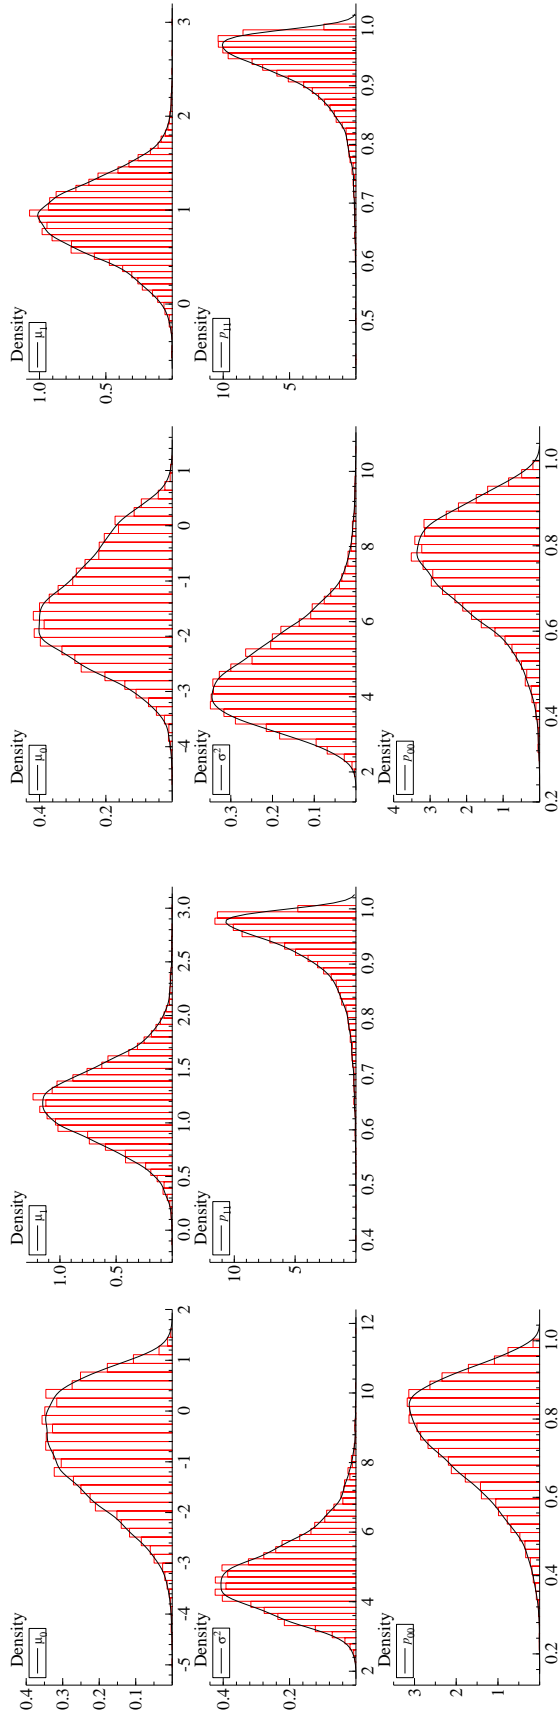 Density
μ₀
0.4
0.3
0.2
0.1
-5 -4 -3 -2 -1 0 1 2
Density
μ₁
1.0
0.5
0.0 0.5 1.0 1.5 2.0 2.5 3.0
Density
σ²
0.4
0.2
2 4 6 8 10 12
Density
p₁₁
10
5
0.4 0.5 0.6 0.7 0.8 0.9 1.0
Density
p₀₀
3
2
1
0.2 0.4 0.6 0.8 1.0
Density
μ₀
0.4
0.2
-4 -3 -2 -1 0 1
Density
μ₁
1.0
0.5
0 1 2 3
Density
σ²
0.3
0.2
0.1
2 4 6 8 10
Density
p₁₁
10
5
0.5 0.6 0.7 0.8 0.9 1.0
Density
p₀₀
4
3
2
1
0.2 0.4 0.6 0.8 1.0